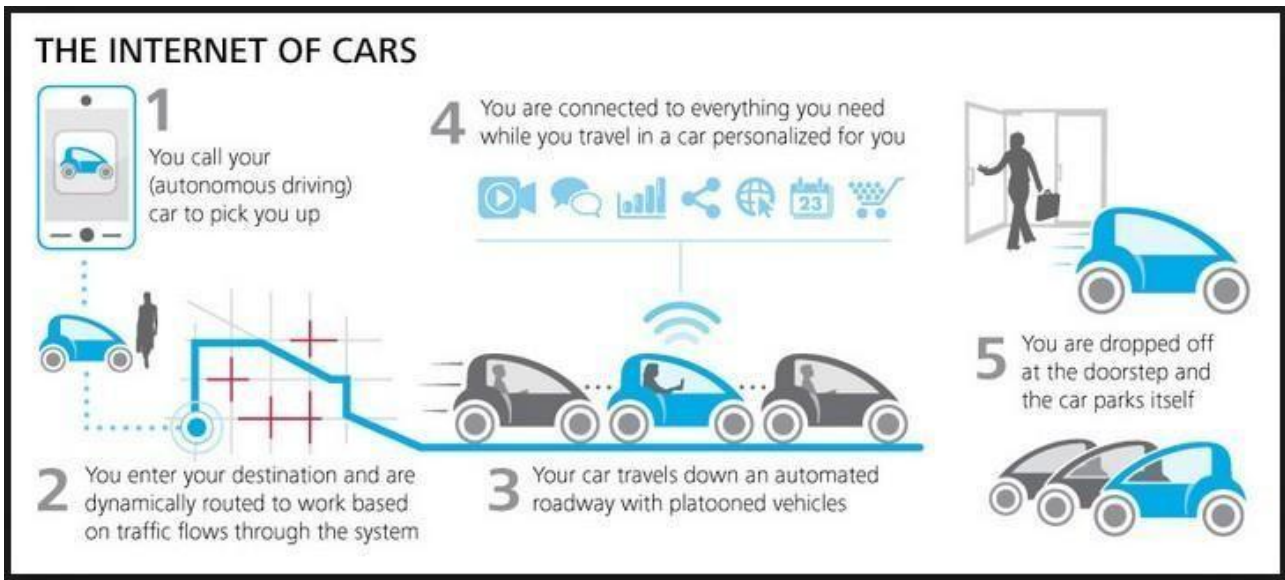 THE INTERNET OF CARS
1
You call your
(autonomous driving)
car to pick you up
2
You enter your destination and are
dynamically routed to work based
on traffic flows through the system
3
Your car travels down an automated
roadway with platooned vehicles
4
You are connected to everything you need
while you travel in a car personalized for you
23
5
You are dropped off
at the doorstep and
the car parks itself